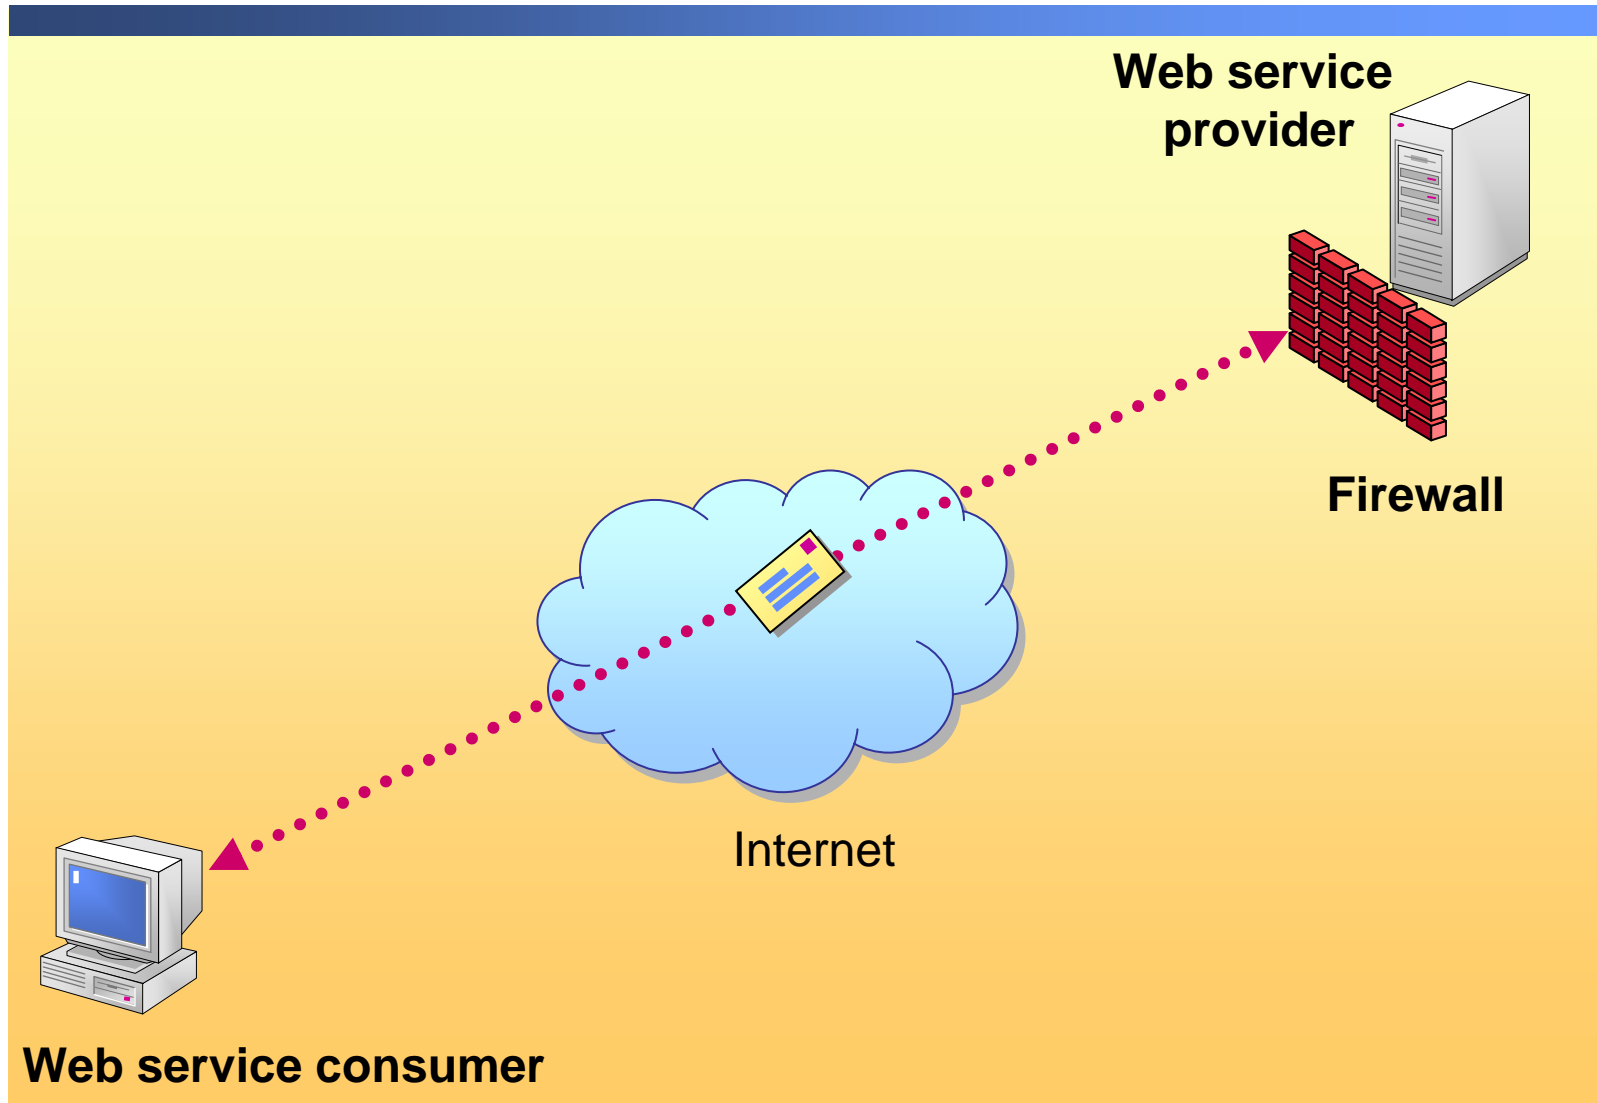 Web service
provider
Firewall
Internet
Web service consumer